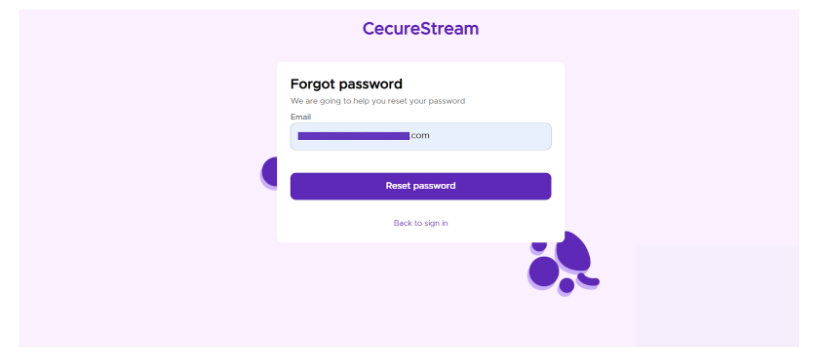 CecureStream
Forgot password
We are going to help you reset your password
Email
.com
Reset password
Back to sign in